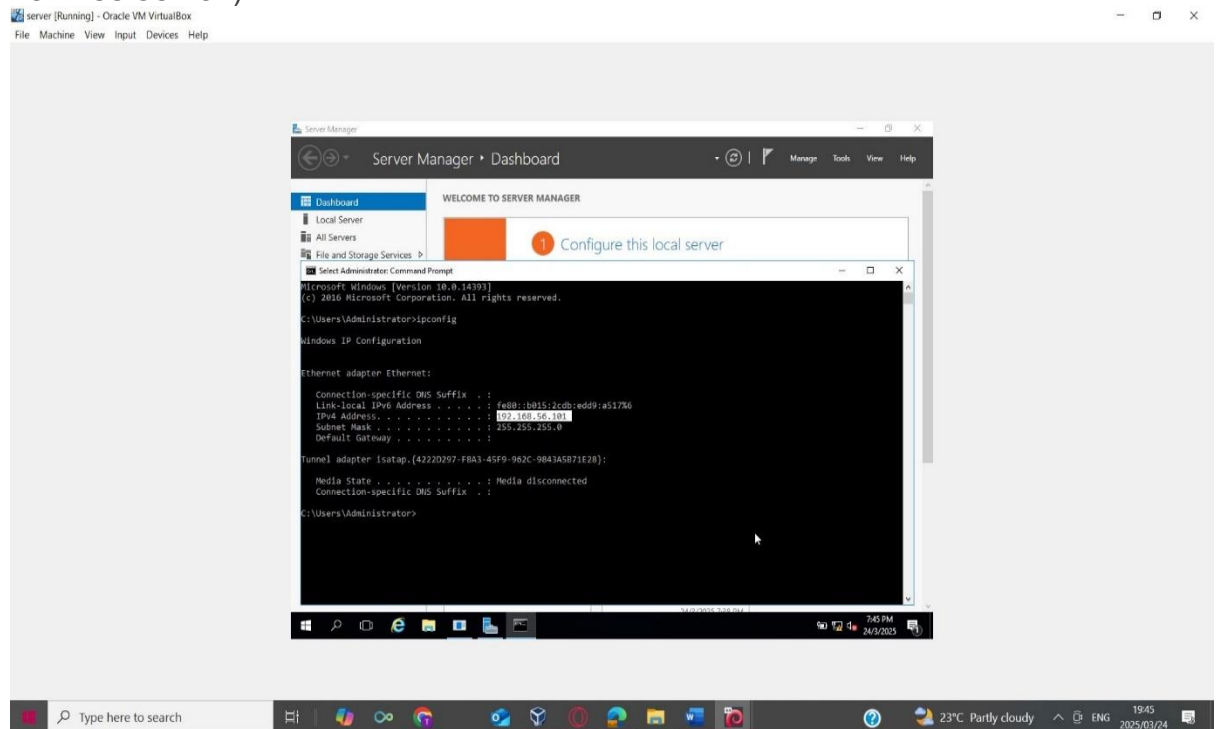 server [Running] - Oracle VM VirtualBox
File Machine View Input Devices Help
Server Manager
Server Manager ‣ Dashboard
Manage Tools View Help
Dashboard
Local Server
All Servers
File and Storage Services
WELCOME TO SERVER MANAGER
1 Configure this local server
Select Administrator: Command Prompt
Microsoft Windows [Version 10.0.14393]
(c) 2016 Microsoft Corporation. All rights reserved.
C:\Users\Administrator>ipconfig
Windows IP Configuration
Ethernet adapter Ethernet:
Connection-specific DNS Suffix . :
Link-local IPv6 Address . . . . . : fe80::b015:2cdb:edd9:a517%6
IPv4 Address. . . . . . . . . . . : 192.168.56.101
Subnet Mask . . . . . . . . . . . : 255.255.255.0
Default Gateway . . . . . . . . . :
Tunnel adapter isatap.{4222D297-F8A3-45F9-962C-9843A5B71E28}:
Media State . . . . . . . . . . . : Media disconnected
Connection-specific DNS Suffix . :
C:\Users\Administrator>
7:45 PM
24/3/2025
Type here to search
23°C Partly cloudy
ENG
19:45
2025/03/24